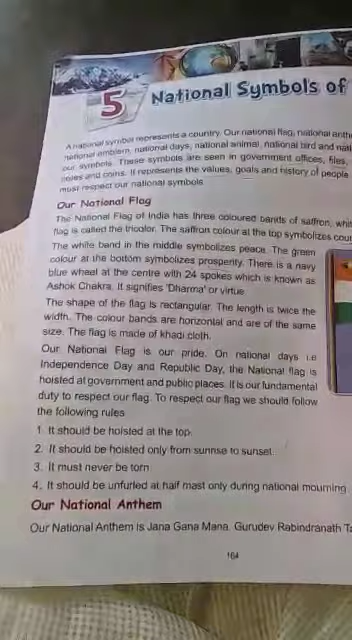 5 National Symbols of
A national symbol represents a country. Our national flag, national anth
national emblem, national days, national animal, national bird and nati
our symbols. These symbols are seen in government offices, files,
notes and coins. It represents the values, goals and history of people
must respect our national symbols.
Our National Flag
The National Flag of India has three coloured bands of saffron, whit
flag is called the tricolor. The saffron colour at the top symbolizes cour
The white band in the middle symbolizes peace. The green
colour at the bottom symbolizes prosperity. There is a navy
blue wheel at the centre with 24 spokes which is known as
Ashok Chakra. It signifies 'Dharma' or virtue.
The shape of the flag is rectangular. The length is twice the
width. The colour bands are horizontal and are of the same
size. The flag is made of khadi cloth.
Our National Flag is our pride. On national days i.e
Independence Day and Republic Day, the National flag is
hoisted at government and public places. It is our fundamental
duty to respect our flag. To respect our flag we should follow
the following rules
1. It should be hoisted at the top.
2. It should be hoisted only from sunrise to sunset.
3. It must never be torn.
4. It should be unfurled at half mast only during national mourning.
Our National Anthem
Our National Anthem is Jana Gana Mana. Gurudev Rabindranath Ta
164